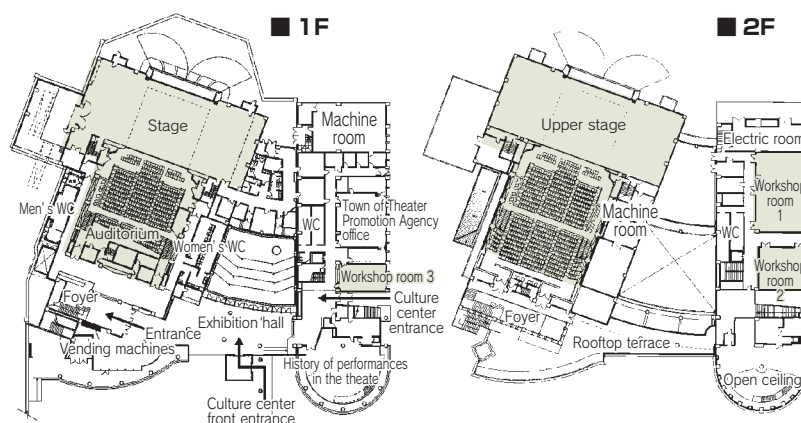 ■ 1F
Stage
Machine
room
Men's WC
Auditorium
Women's WC
WC
Town of Theater
Promotion Agency
office
Workshop room 3
Culture
center
entrance
Foyer
Entrance
Exhibition hall
Vending machines
History of performances
in the theate
Culture center
front entrance
■ 2F
Upper stage
Electric room
Workshop
room
1
Machine
room
WC
Workshop
room
2
Foyer
Rooftop terrace
Open ceiling